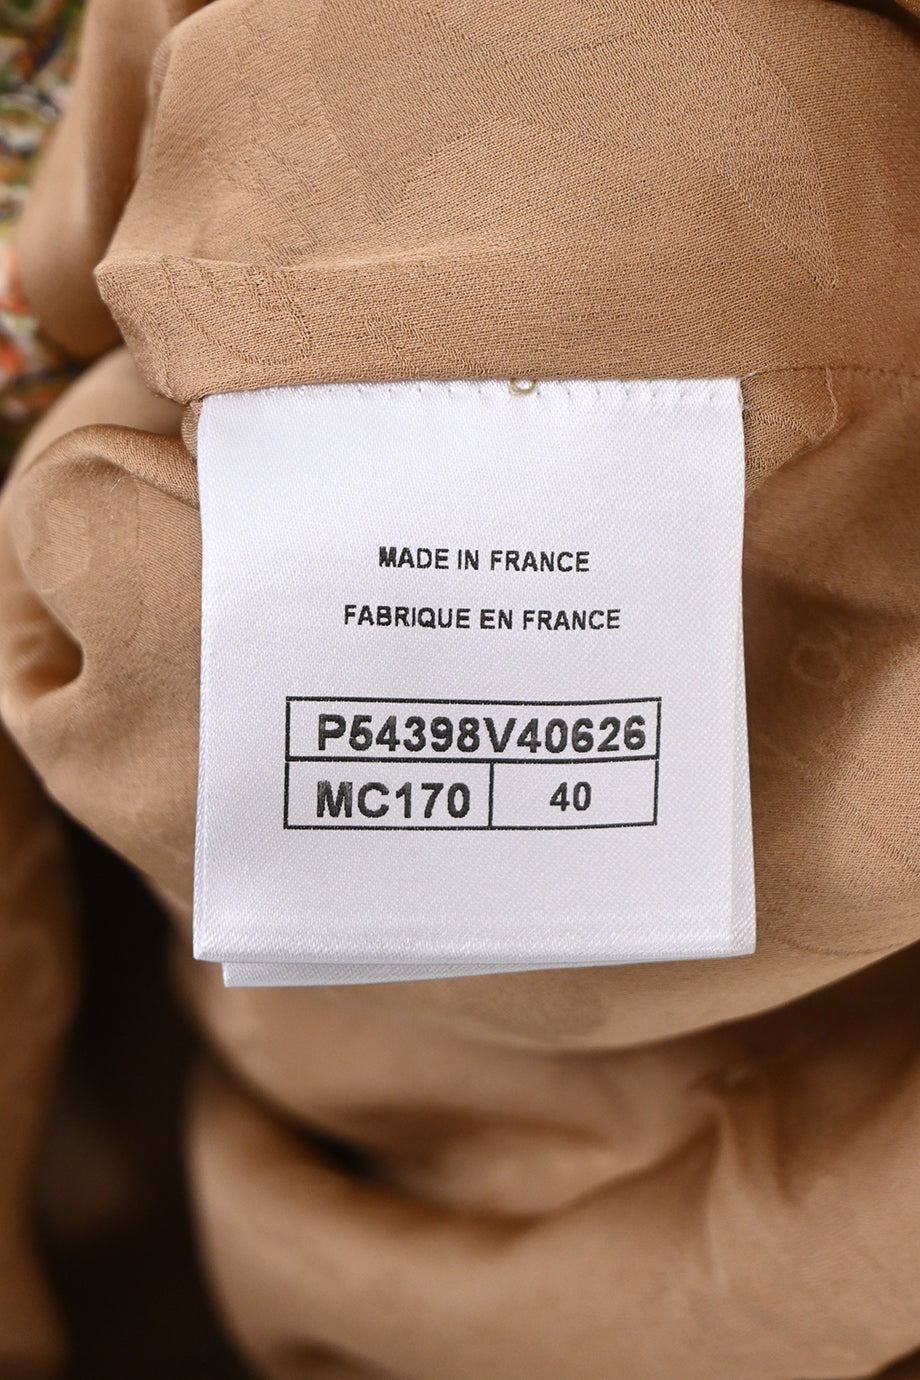 MADE IN FRANCE
FABRIQUE EN FRANCE
P54398V40626
MC170 40